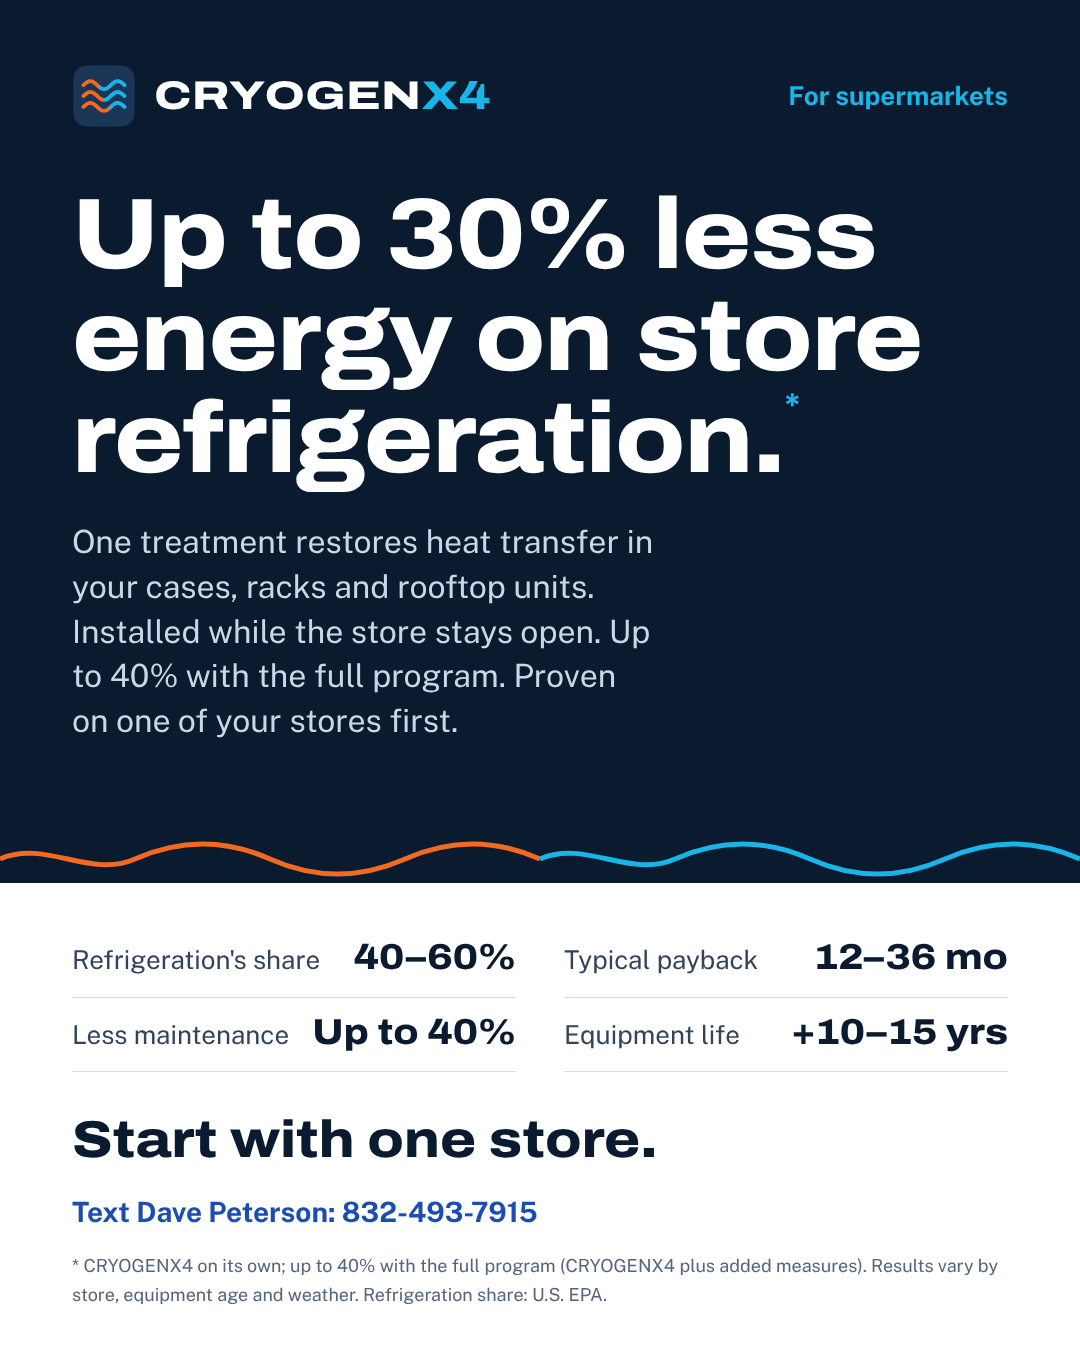 CRYOGENX4
For supermarkets
Up to 30% less
energy on store
refrigeration.*
One treatment restores heat transfer in
your cases, racks and rooftop units.
Installed while the store stays open. Up
to 40% with the full program. Proven
on one of your stores first.
Refrigeration's share 40–60%
Typical payback 12–36 mo
Less maintenance Up to 40%
Equipment life +10–15 yrs
Start with one store.
Text Dave Peterson: 832-493-7915
* CRYOGENX4 on its own; up to 40% with the full program (CRYOGENX4 plus added measures). Results vary by
store, equipment age and weather. Refrigeration share: U.S. EPA.